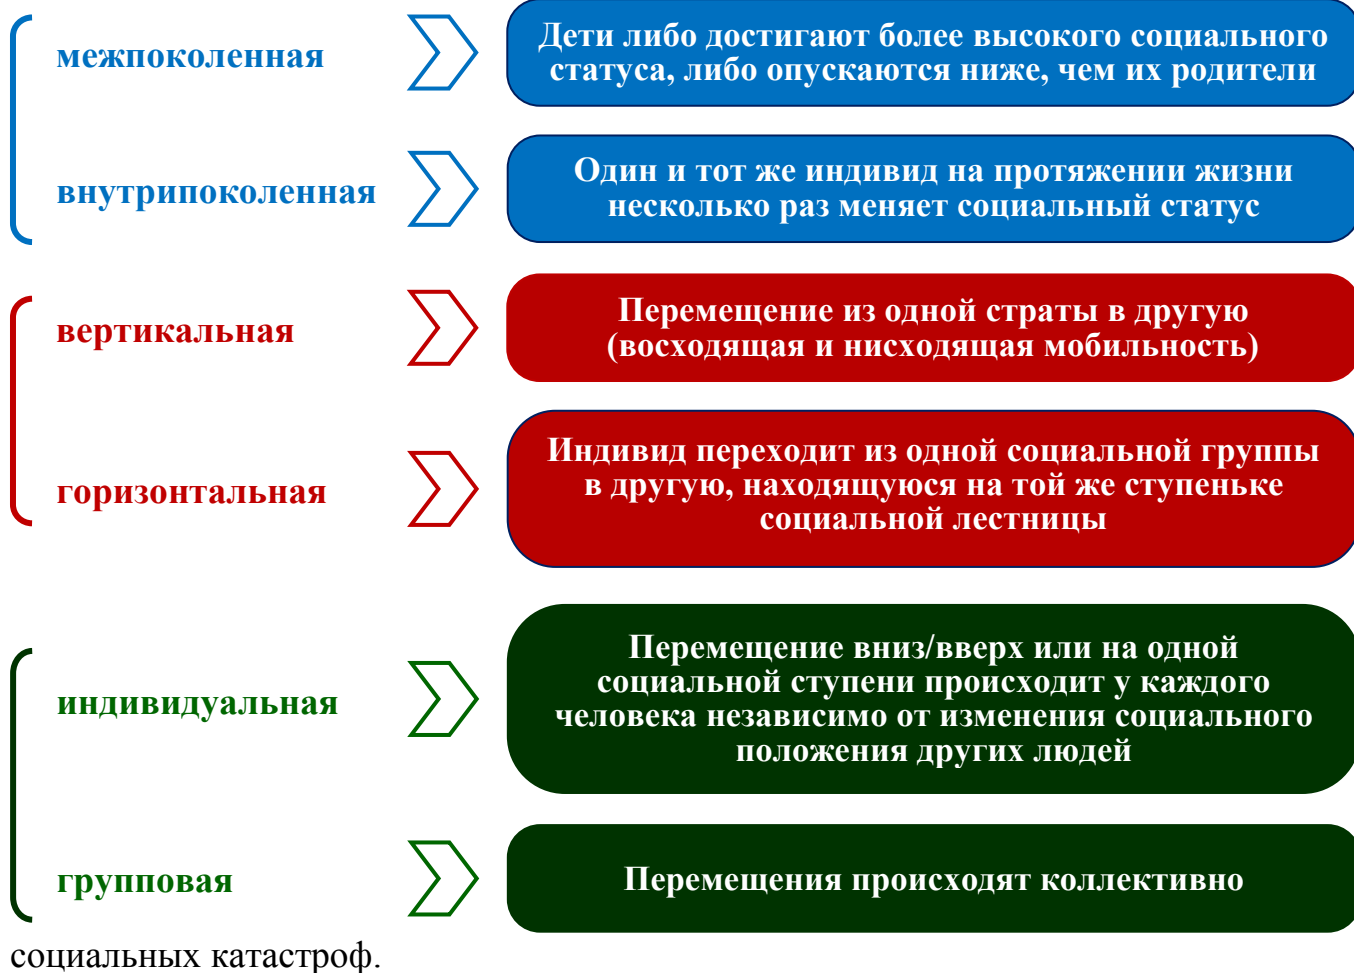 межпоколенная
Дети либо достигают более высокого социального
статуса, либо опускаются ниже, чем их родители
внутрипоколенная
Один и тот же индивид на протяжении жизни
несколько раз меняет социальный статус
вертикальная
Перемещение из одной страты в другую
(восходящая и нисходящая мобильность)
горизонтальная
Индивид переходит из одной социальной группы
в другую, находящуюся на той же ступеньке
социальной лестницы
индивидуальная
Перемещение вниз/вверх или на одной
социальной ступени происходит у каждого
человека независимо от изменения социального
положения других людей
групповая
Перемещения происходят коллективно
социальных катастроф.